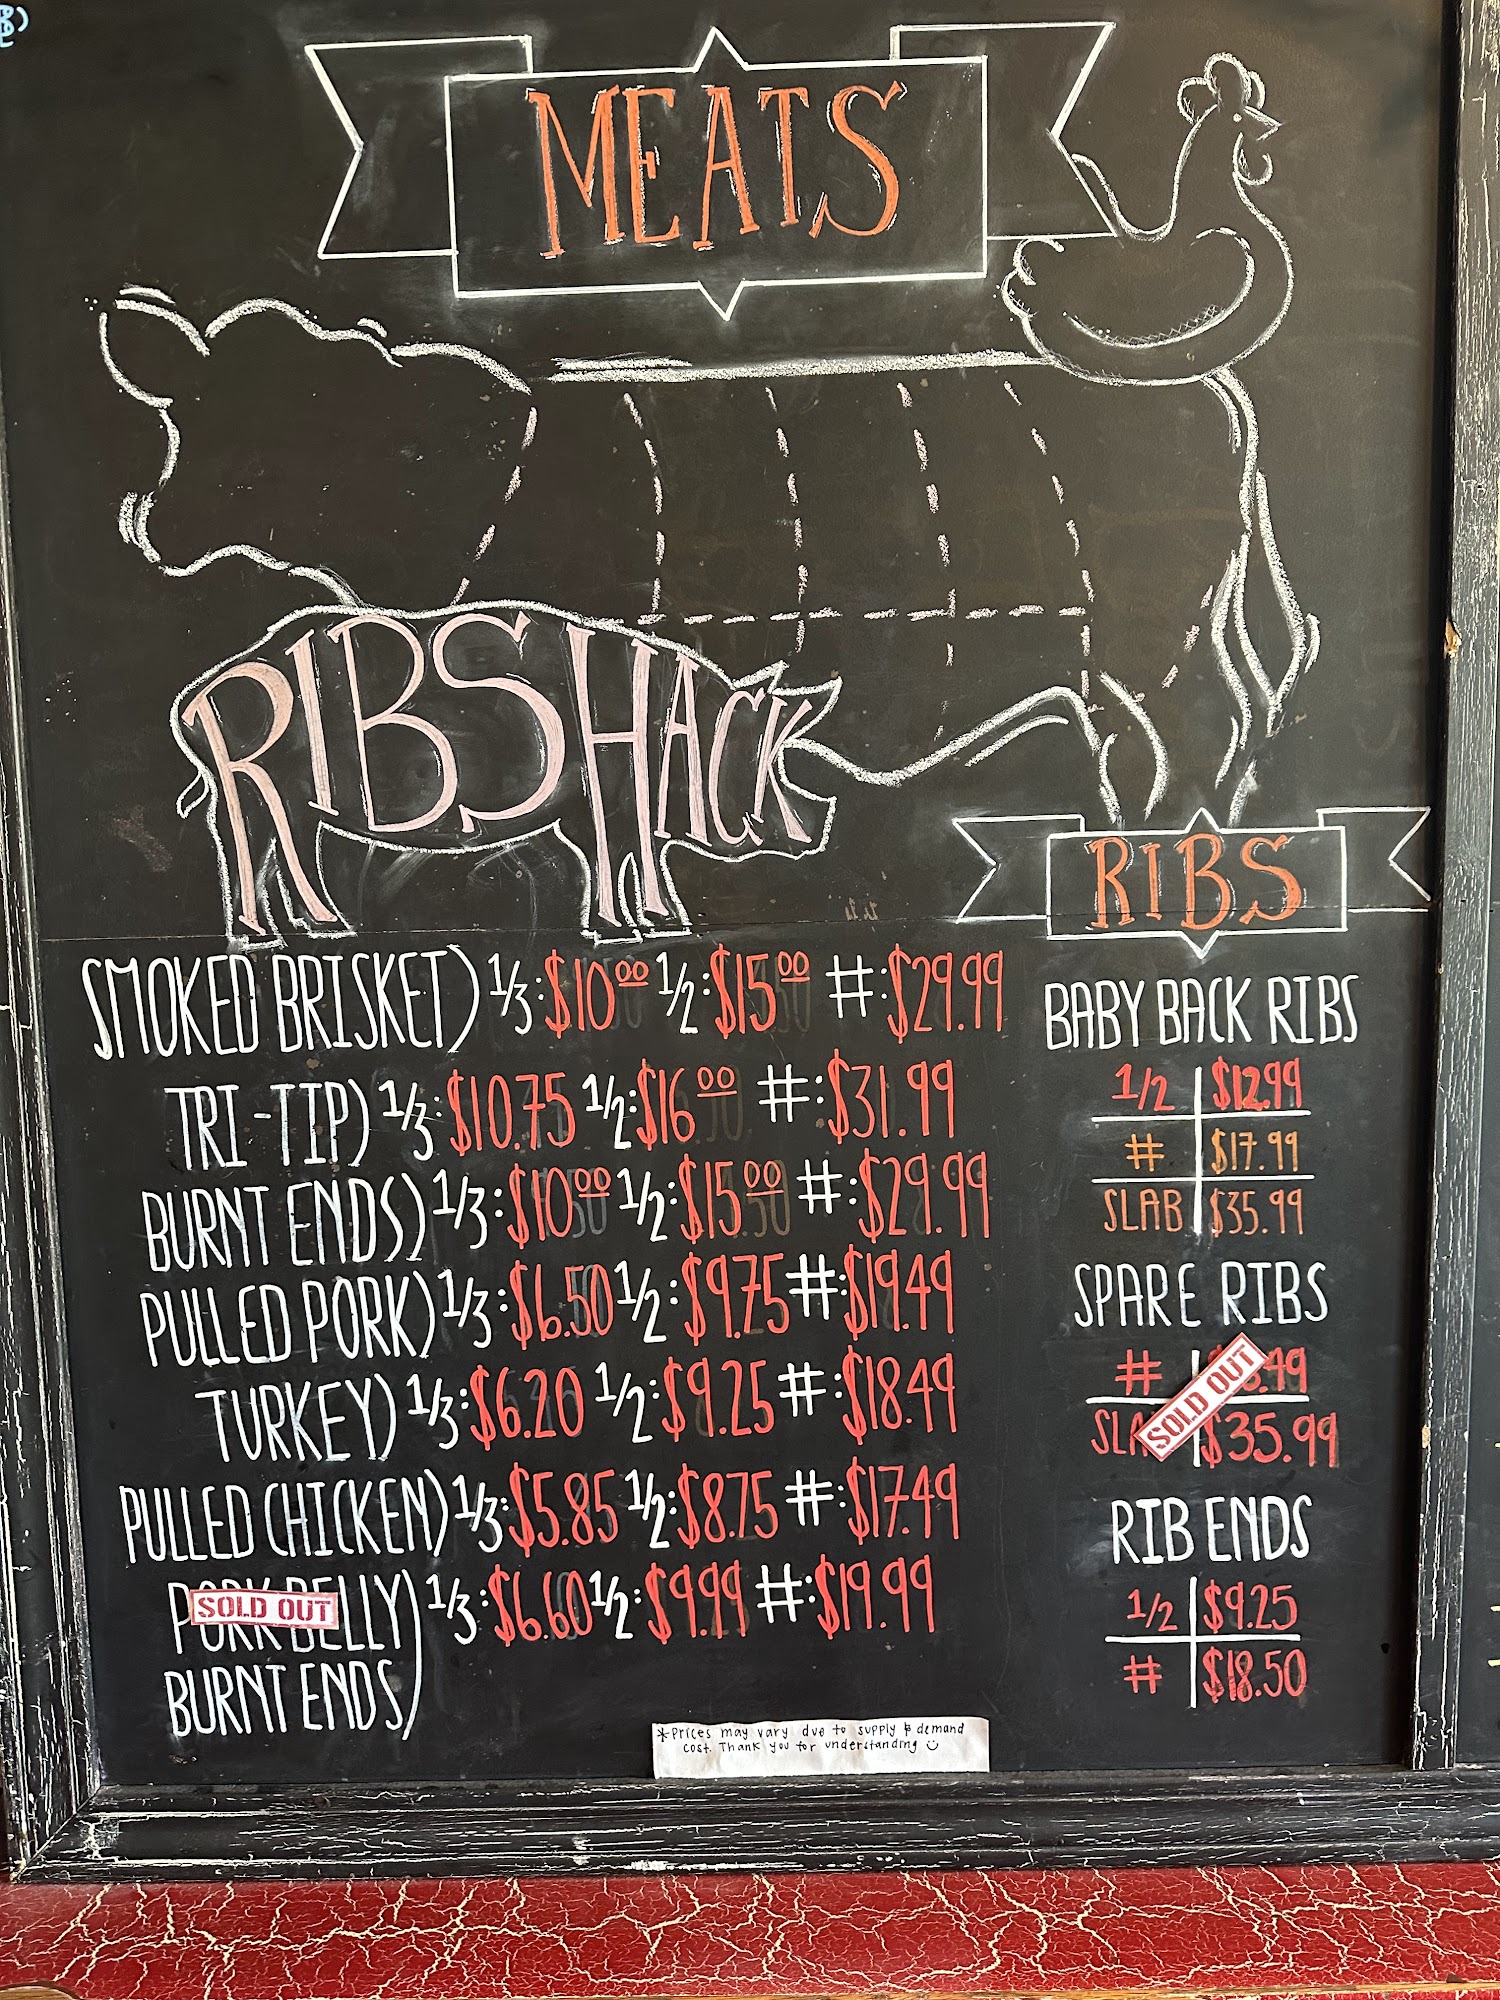 MEATS
RIBSHACK
SMOKED BRISKET) 1/3: $10.00 1/2: $15.00 #: $29.99
TRI-TIP) 1/3: $10.75 1/2: $16.00 #: $31.99
BURNT ENDS) 1/3: $10.00 1/2: $15.00 #: $29.99
PULLED PORK) 1/3: $6.50 1/2: $9.75 #: $19.49
TURKEY) 1/3: $6.20 1/2: $9.25 #: $18.49
PULLED CHICKEN) 1/3: $5.85 1/2: $8.75 #: $17.49
PORK BELLY) 1/3: $6.60 1/2: $9.99 #: $19.99
SOLD OUT
BURNT ENDS)
RIBS
BABY BACK RIBS
1/2 $12.99
# $17.99
SLAB $35.99
SPARE RIBS
# .49
SOLD OUT
SLAB $35.99
RIB ENDS
1/2 $9.25
# $18.50
*Prices may vary due to supply & demand
cost. Thank you for understanding